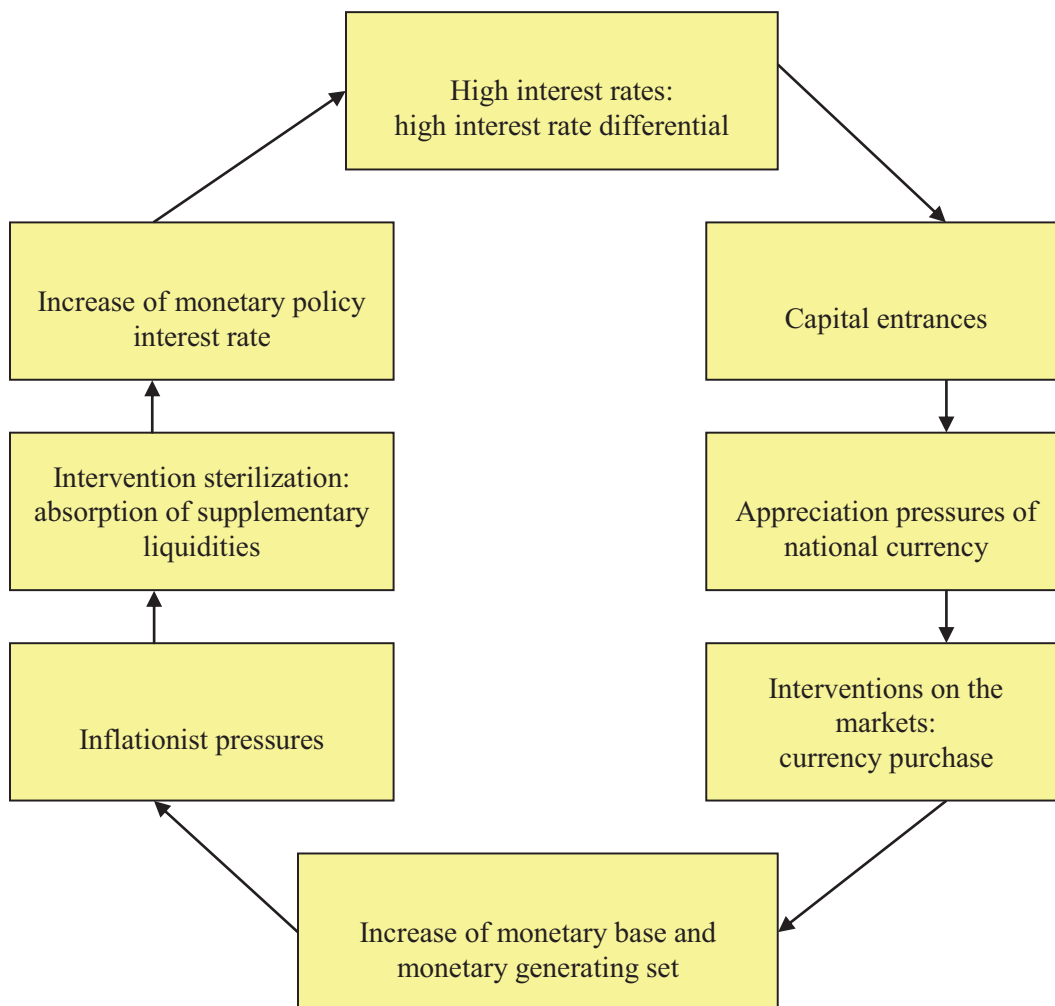 High interest rates:
high interest rate differential
Capital entrances
Appreciation pressures of
national currency
Interventions on the
markets:
currency purchase
Increase of monetary base and
monetary generating set
Inflationist pressures
Intervention sterilization:
absorption of supplementary
liquidities
Increase of monetary policy
interest rate